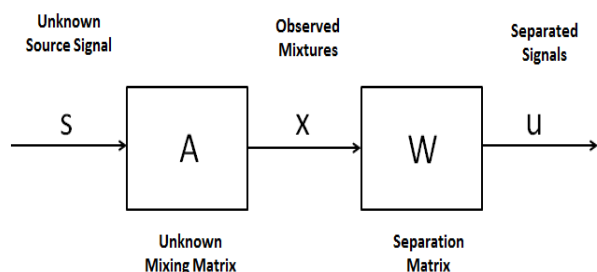 Unknown
Source Signal
Observed
Mixtures
Separated
Signals
S
A
X
W
u
Unknown
Mixing Matrix
Separation
Matrix